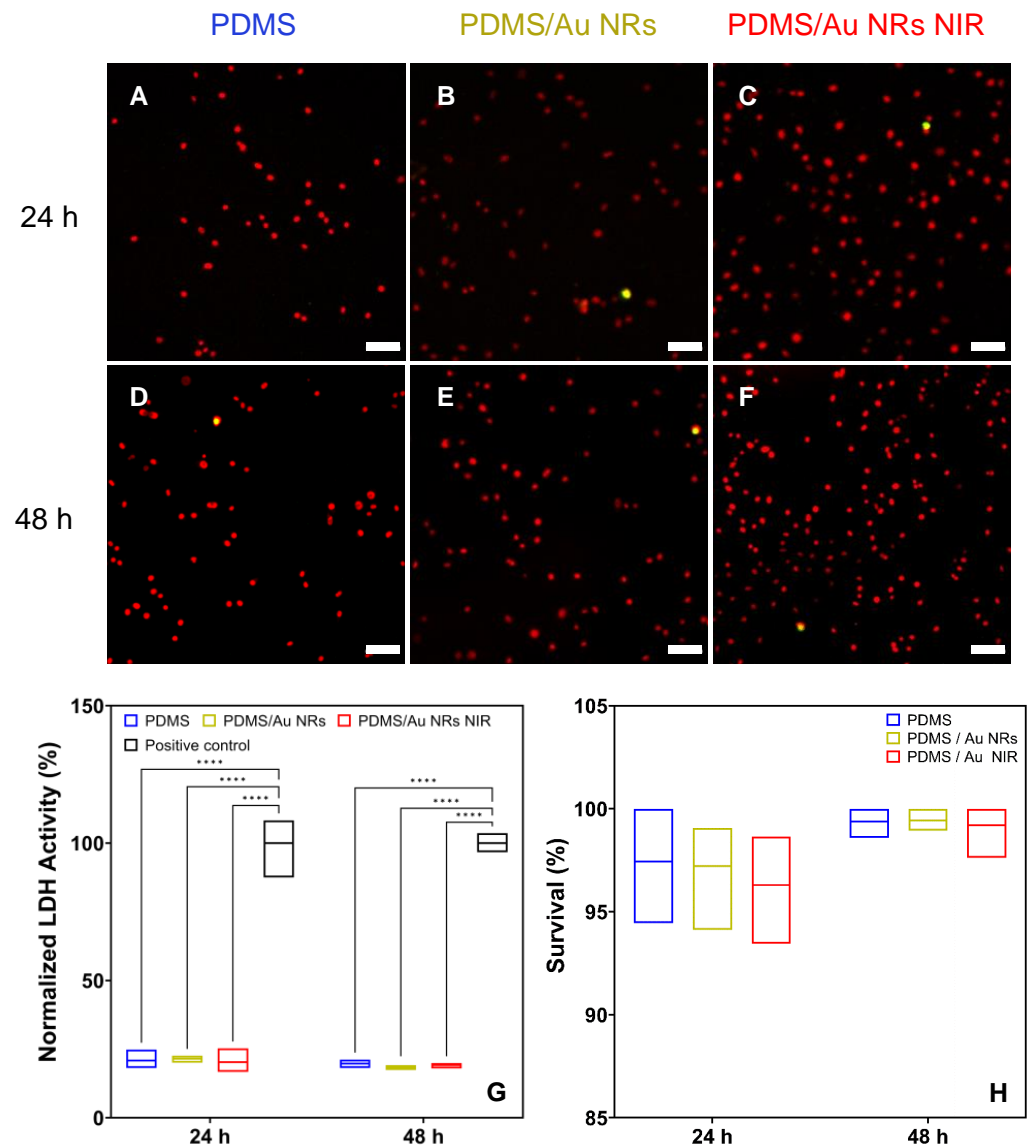 PDMS PDMS/Au NRs PDMS/Au NRs NIR
24 h
A B C
48 h
D E F
Normalized LDH Activity (%)
150
100
50
0
PDMS PDMS/Au NRs PDMS/Au NRs NIR
Positive control
****
****
****
****
****
****
24 h 48 h
G
Survival (%)
105
100
95
90
85
PDMS
PDMS / Au NRs
PDMS / Au NIR
24 h 48 h
H